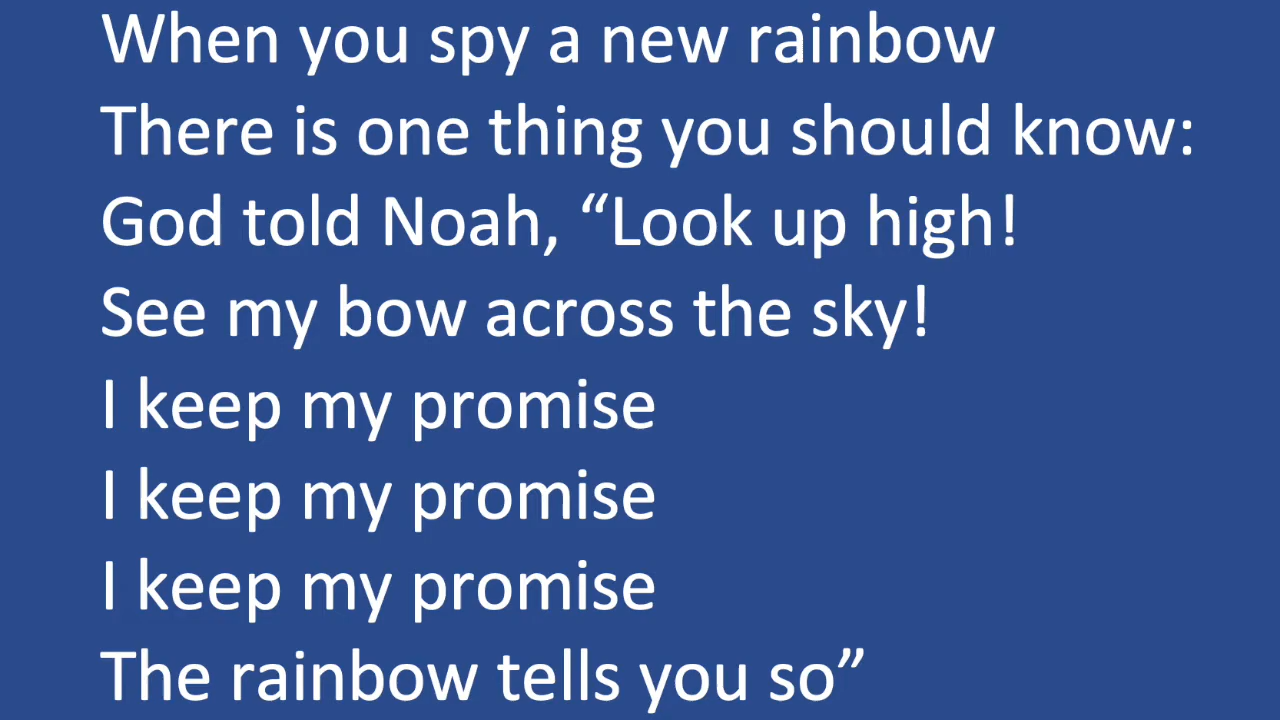 When you spy a new rainbow
There is one thing you should know:
God told Noah, “Look up high!
See my bow across the sky!
I keep my promise
I keep my promise
I keep my promise
The rainbow tells you so”